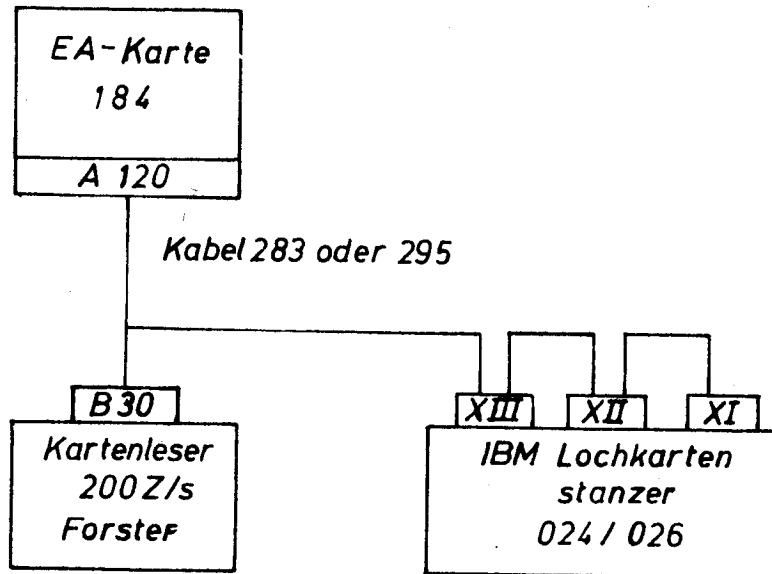 EA-Karte
184
A 120
Kabel 283 oder 295
B 30
XIII
XII
XI
Kartenleser
200 Z/s
Forster
IBM Lochkarten
stanzer
024 / 026